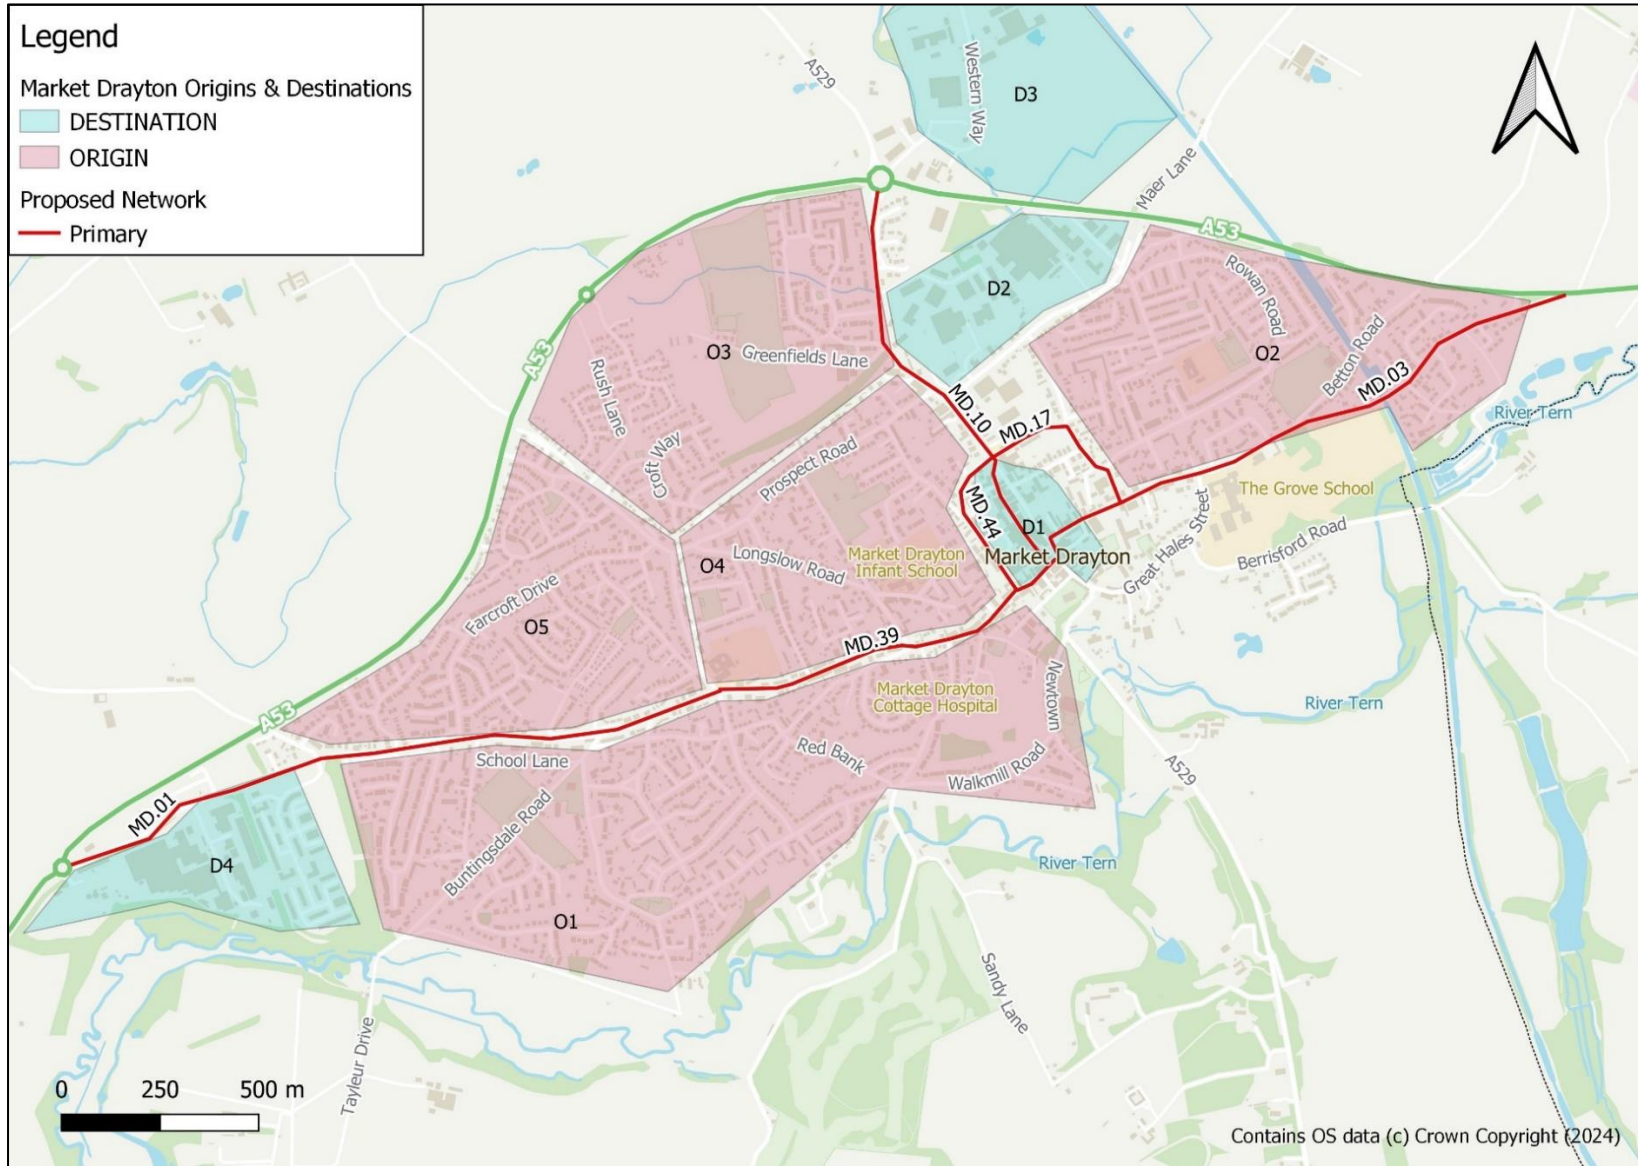 Legend
Market Drayton Origins & Destinations
DESTINATION
ORIGIN
Proposed Network
Primary
A529
Western Way
D3
Maer Lane
A53
D2
Rowan Road
O2
Betton Road
MD.03
A53
O3
Greenfields Lane
Rush Lane
Croft Way
MD.10
MD.17
River Tern
Prospect Road
The Grove School
Great Hales Street
Berrisford Road
MD.44
D1
Market Drayton
O4
Longslow Road
Market Drayton
Infant School
Farcroft Drive
O5
MD.39
Market Drayton
Cottage Hospital
Newtown
River Tern
A53
School Lane
Red Bank
Walkmill Road
A529
MD.01
D4
Buntingsdale Road
O1
River Tern
Sandy Lane
Tayleur Drive
0 250 500 m
Contains OS data (c) Crown Copyright (2024)